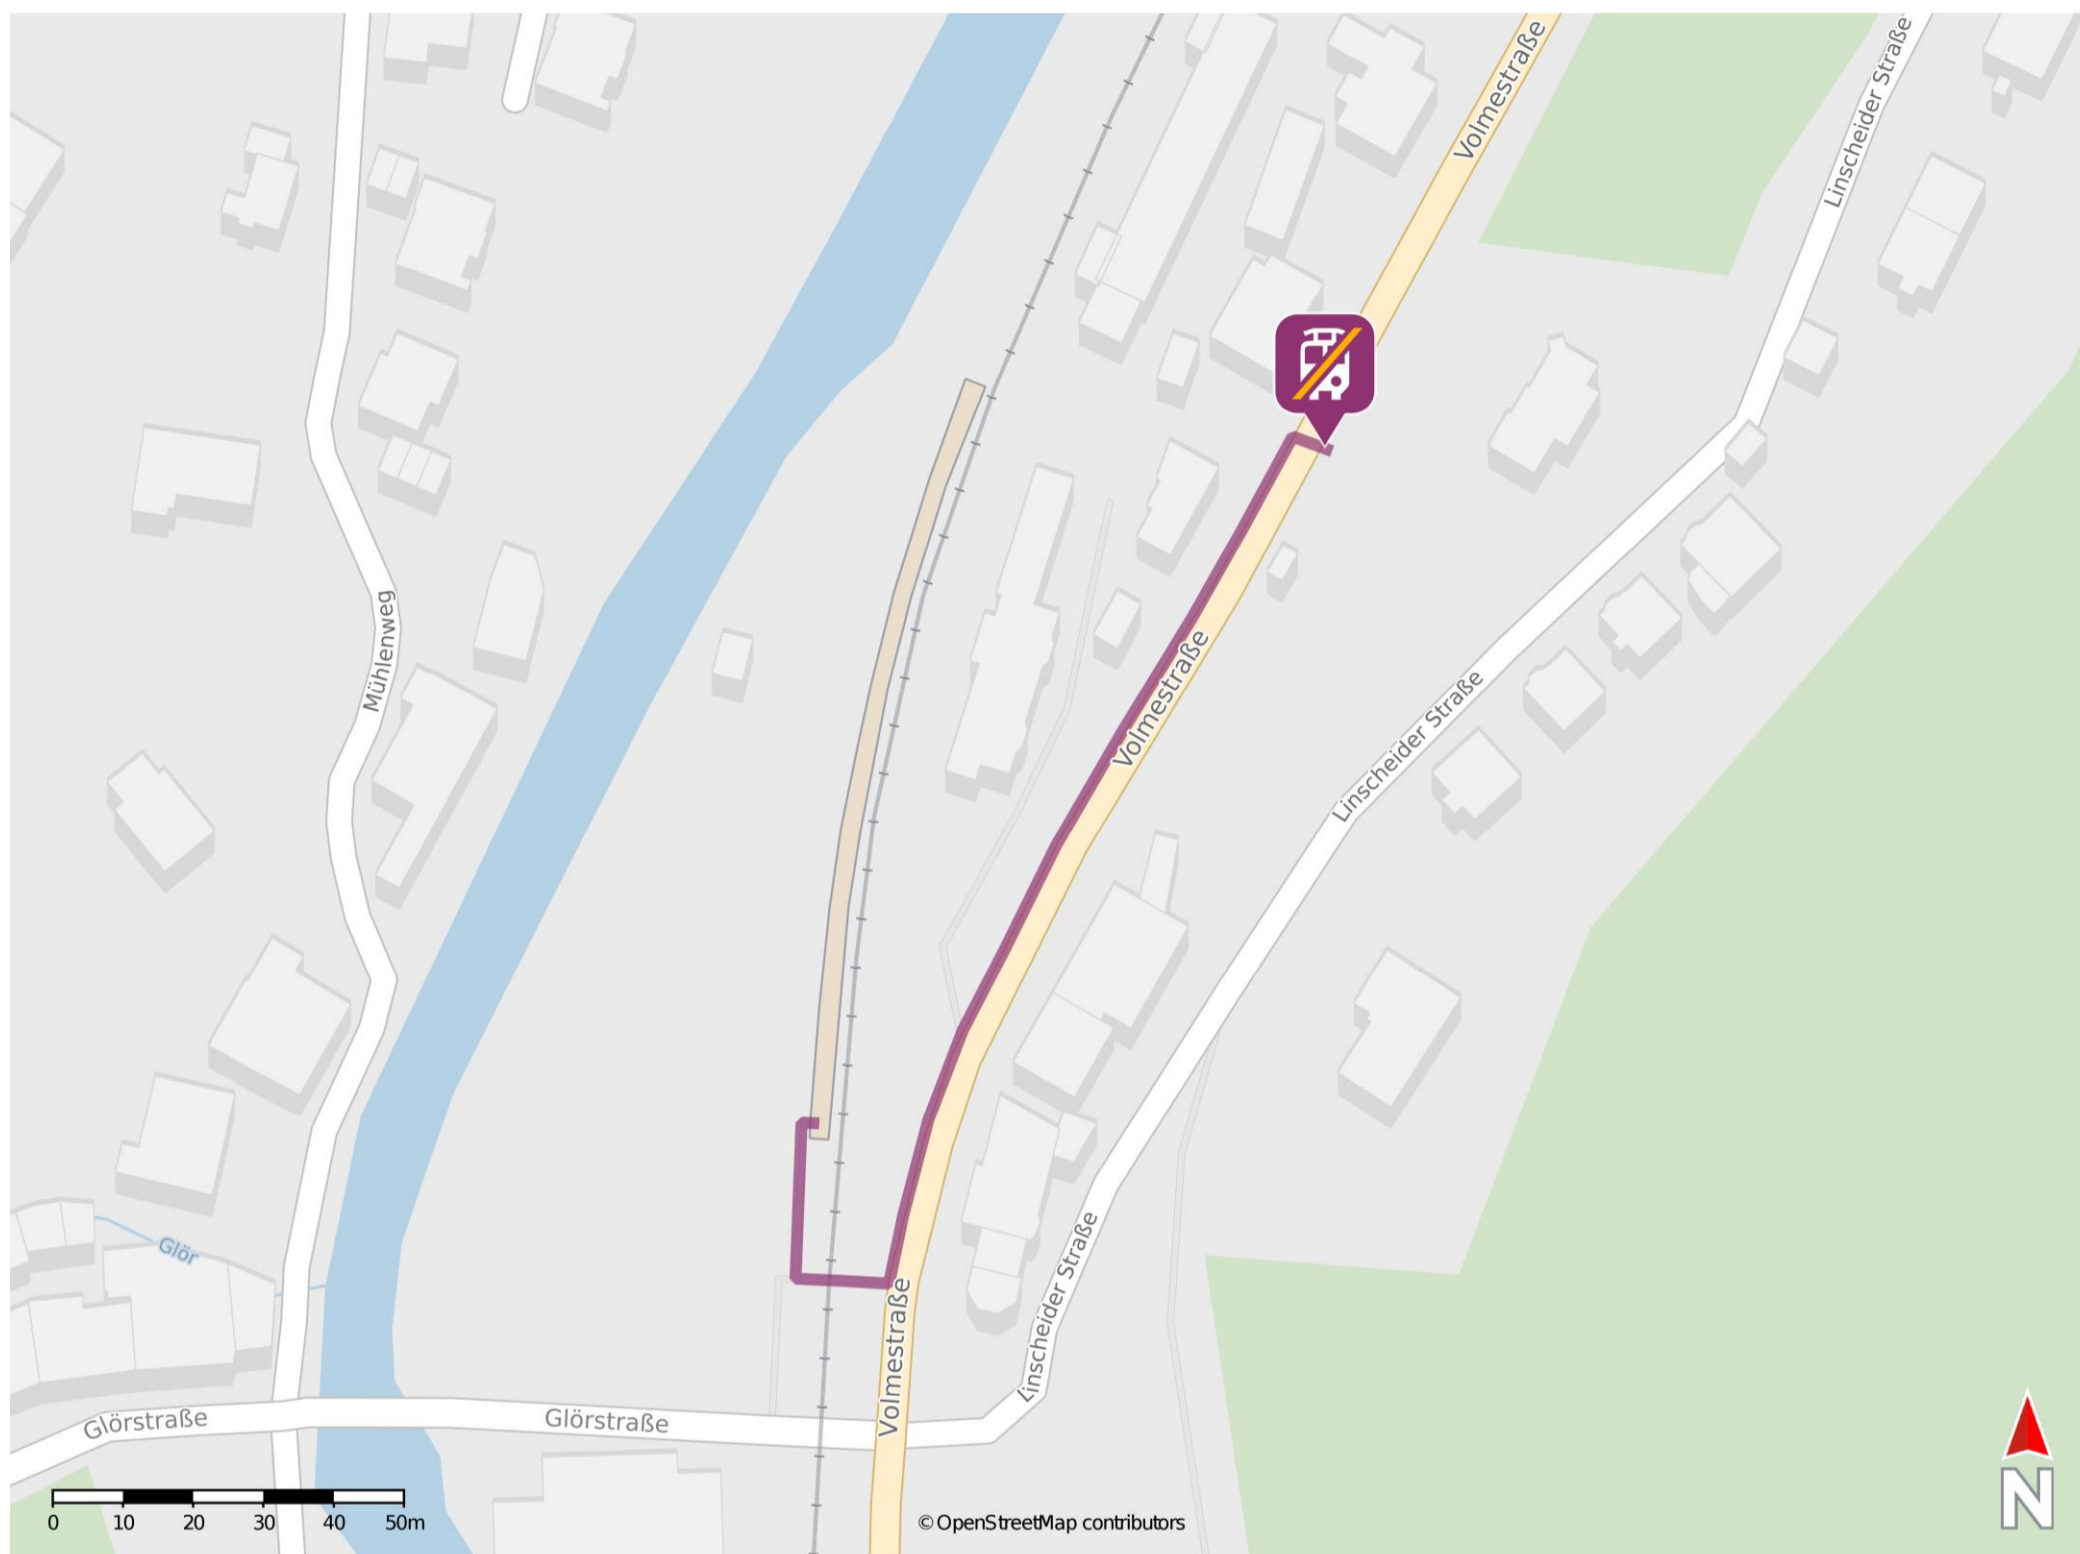 Volmestraße
Linscheider Straße
Mühlenweg
Volmestraße
Linscheider Straße
Glör
Linscheider Straße
Volmestraße
Glörstraße
Glörstraße
0 10 20 30 40 50m
© OpenStreetMap contributors
N